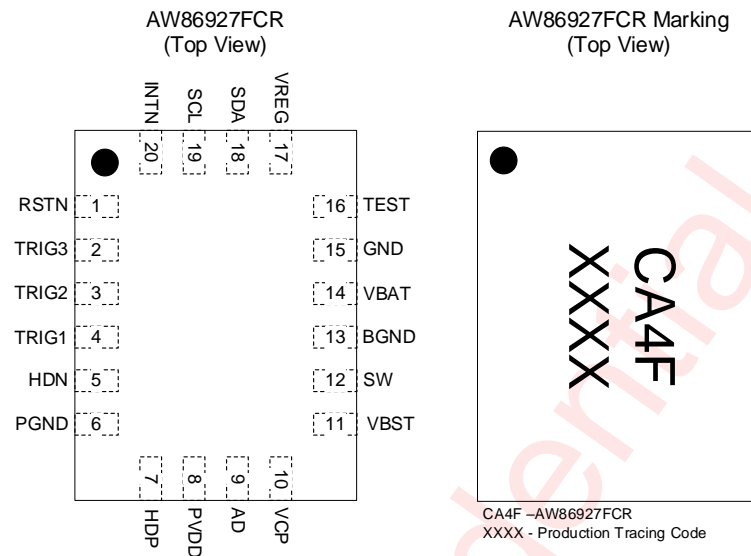 AW86927FCR
(Top View)
INTN
SCL
SDA
VREG
20
19
18
17
RSTN 1
TRIG3 2
TRIG2 3
TRIG1 4
HDN 5
PGND 6
16 TEST
15 GND
14 VBAT
13 BGND
12 SW
11 VBST
7
8
9
10
HDP
PVDD
AD
VCP
AW86927FCR Marking
(Top View)
CA4F
XXXX
CA4F –AW86927FCR
XXXX - Production Tracing Code
dential